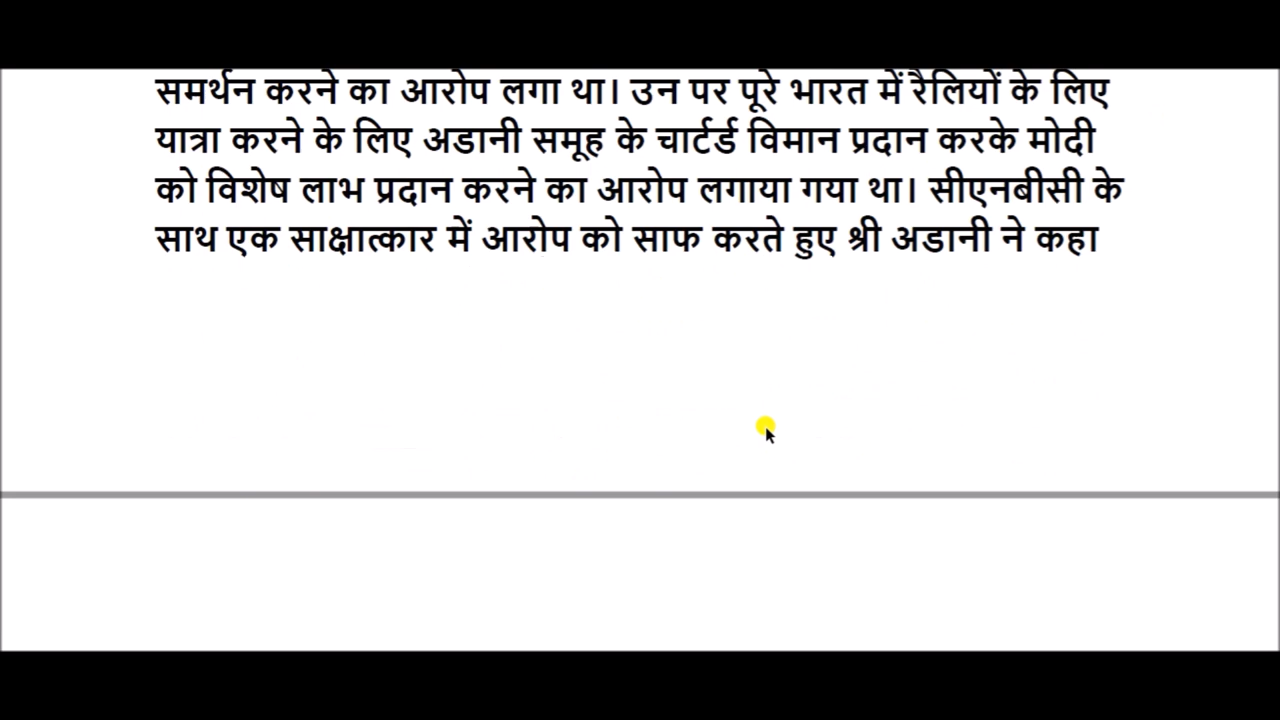 समर्थन करने का आरोप लगा था। उन पर पूरे भारत में रैलियों के लिए
यात्रा करने के लिए अडानी समूह के चार्टर्ड विमान प्रदान करके मोदी
को विशेष लाभ प्रदान करने का आरोप लगाया गया था। सीएनबीसी के
साथ एक साक्षात्कार में आरोप को साफ करते हुए श्री अडानी ने कहा